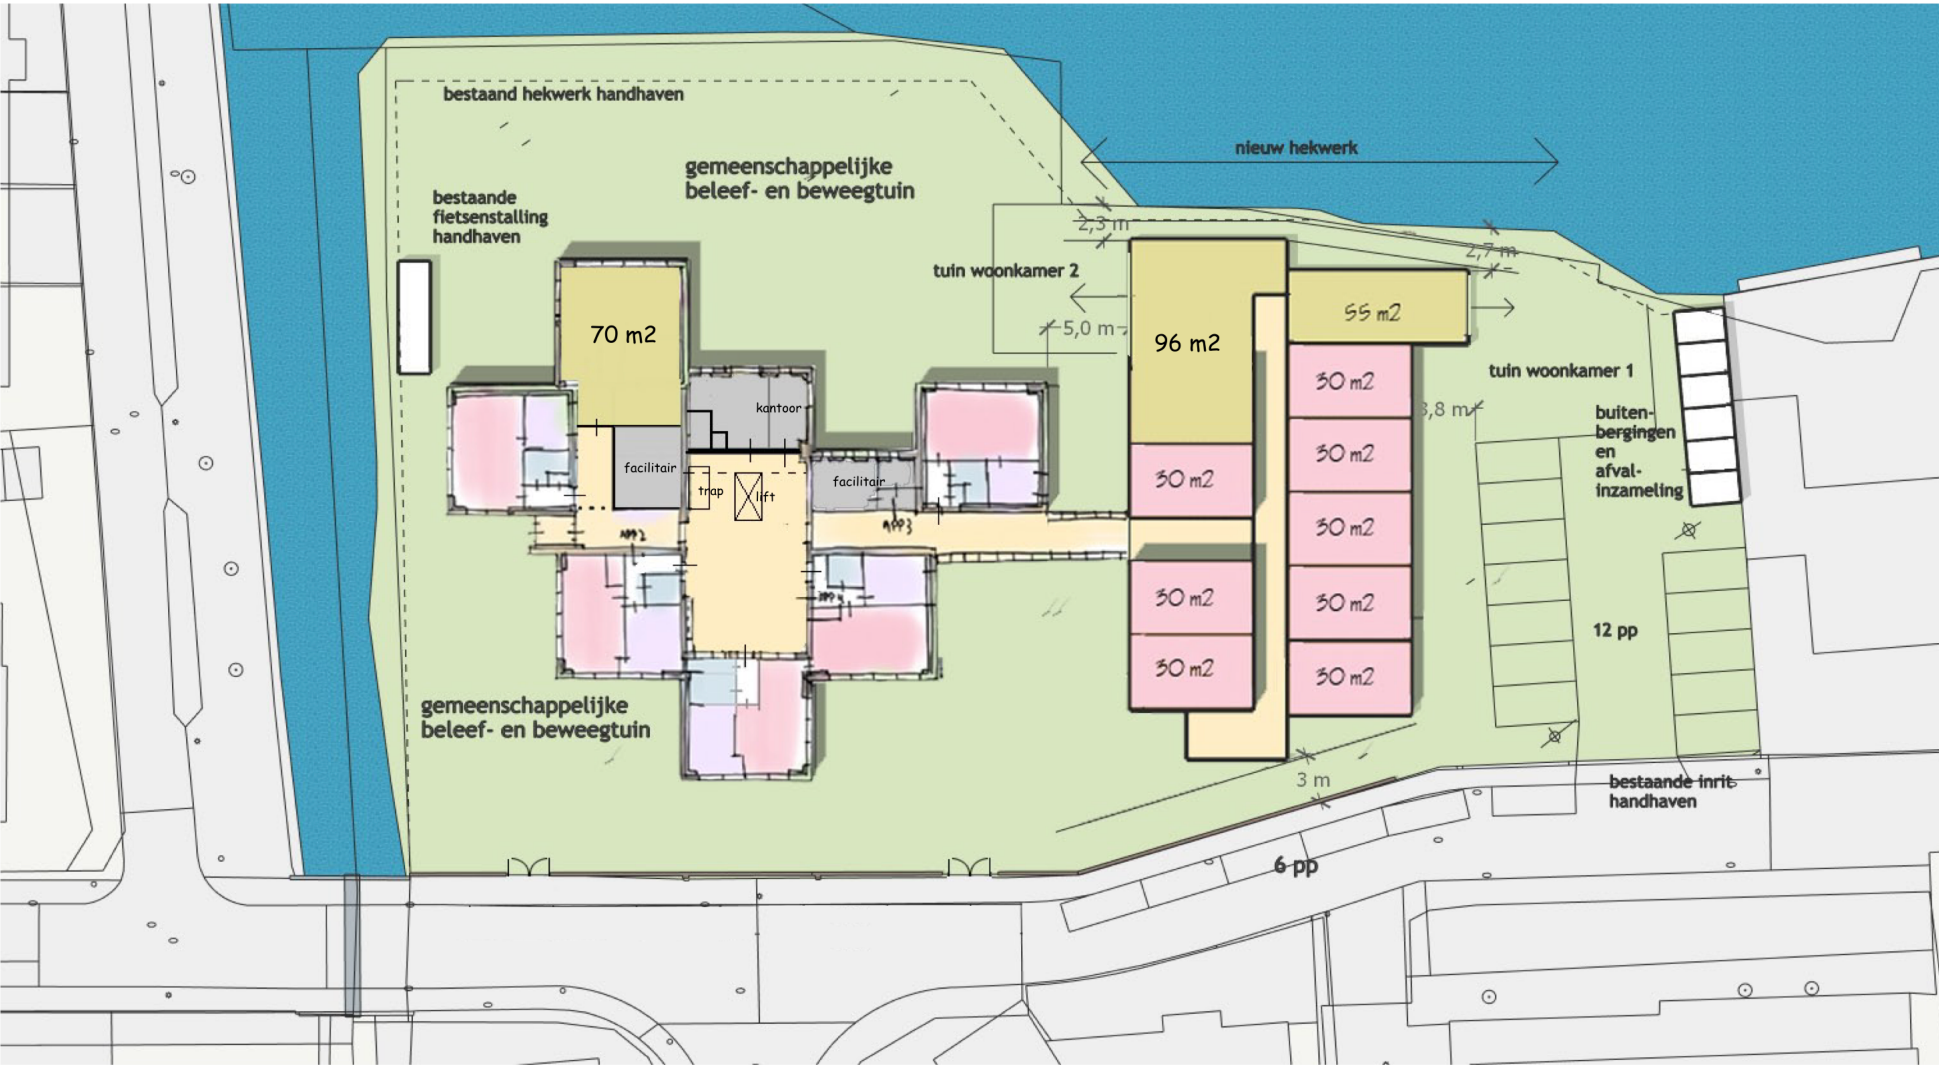 bestaand hekwerk handhaven
nieuw hekwerk
gemeenschappelijke
beleef- en beweegtuin
bestaande
fietsenstalling
handhaven
2,3 m
2,7 m
tuin woonkamer 2
5,0 m
70 m2
96 m2
55 m2
tuin woonkamer 1
30 m2
3,8 m
kantoor
buiten-
bergingen
en
afval-
inzameling
30 m2
facilitair
trap
lift
facilitair
30 m2
app2
app3
30 m2
30 m2
app4
30 m2
12 pp
30 m2
30 m2
gemeenschappelijke
beleef- en beweegtuin
3 m
bestaande inrit
handhaven
6 pp